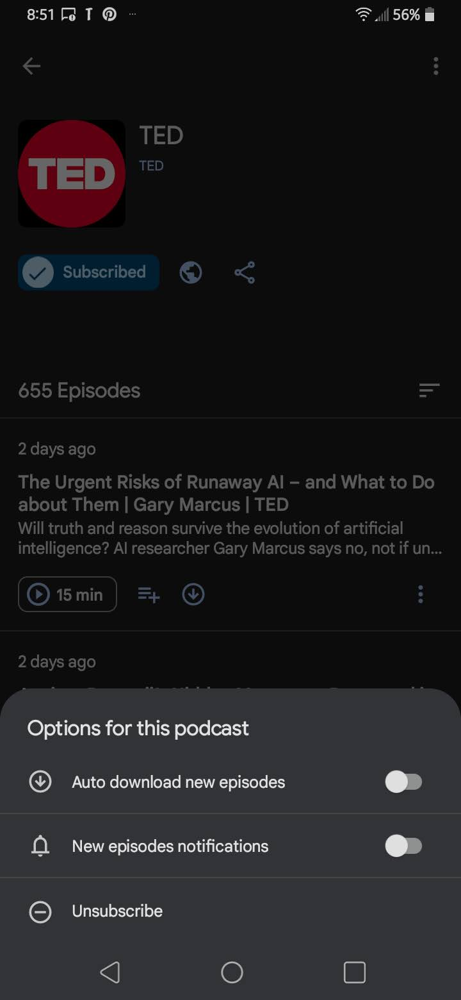 8:51 56%
TED
TED
TED
Subscribed
655 Episodes
2 days ago
The Urgent Risks of Runaway AI – and What to Do
about Them | Gary Marcus | TED
Will truth and reason survive the evolution of artificial
intelligence? AI researcher Gary Marcus says no, not if un...
15 min
2 days ago
Options for this podcast
Auto download new episodes
New episodes notifications
Unsubscribe